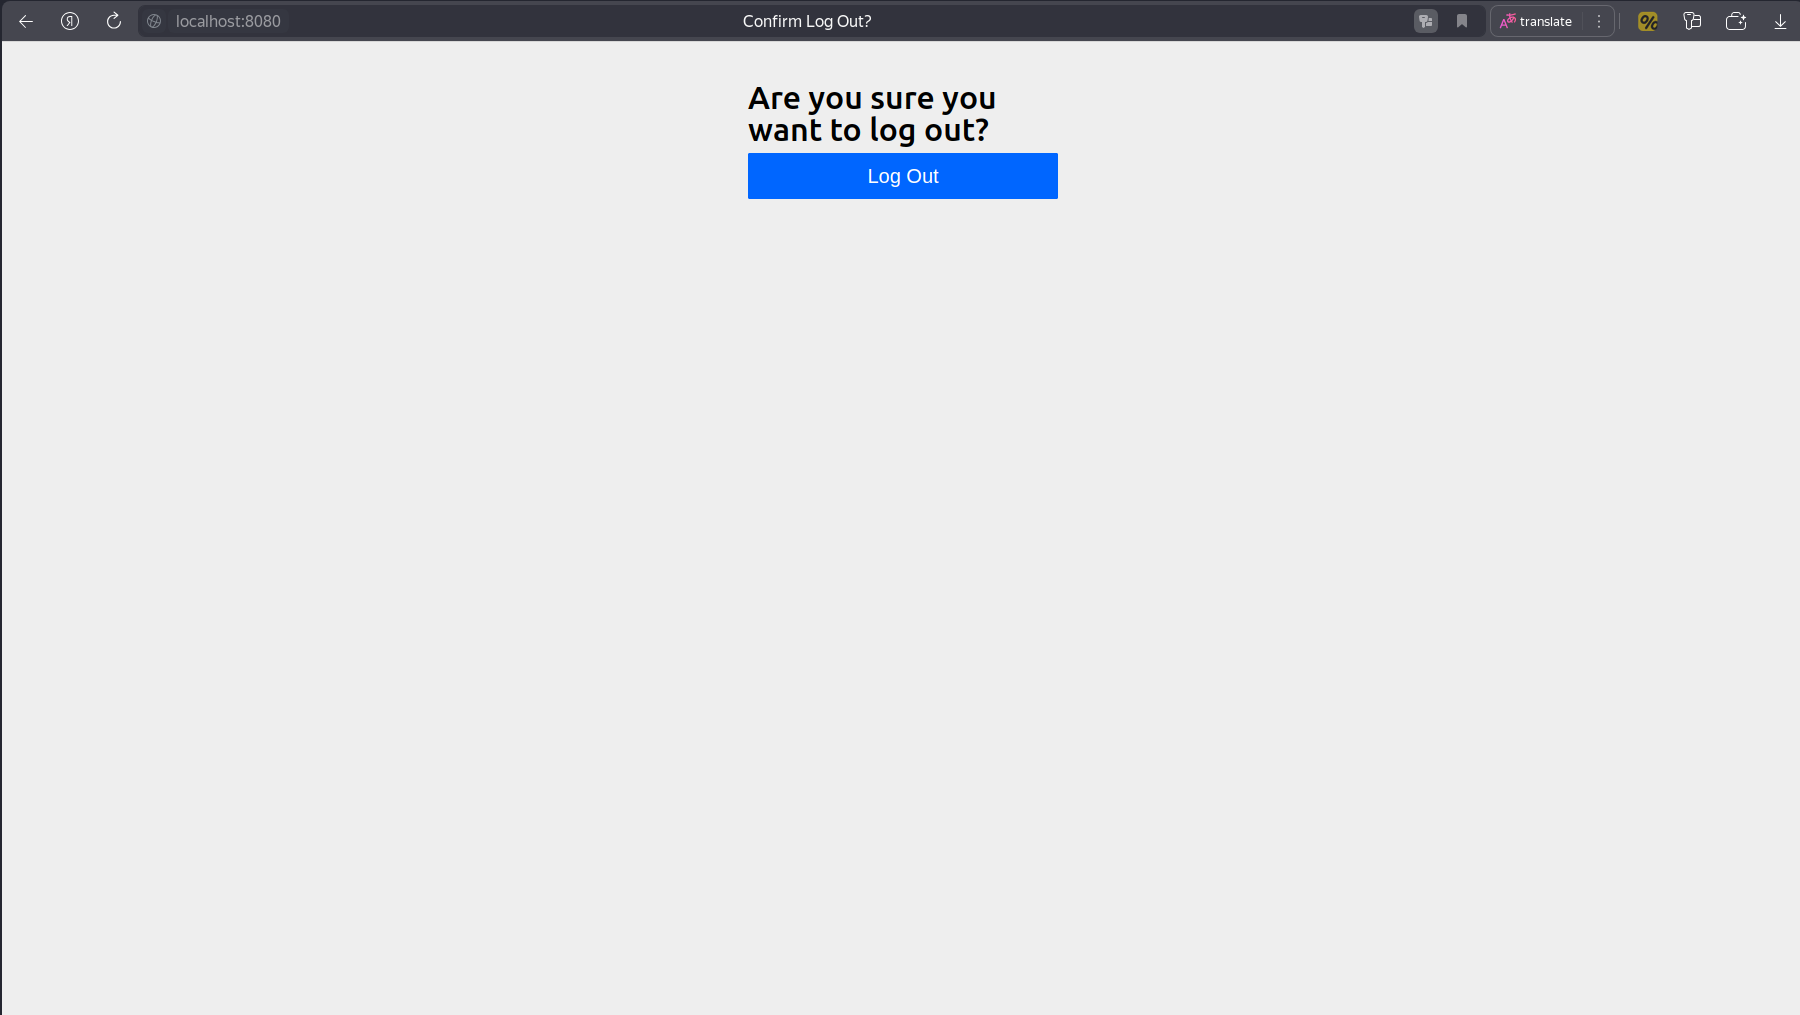 localhost:8080
Confirm Log Out?
translate
Are you sure you
want to log out?
Log Out